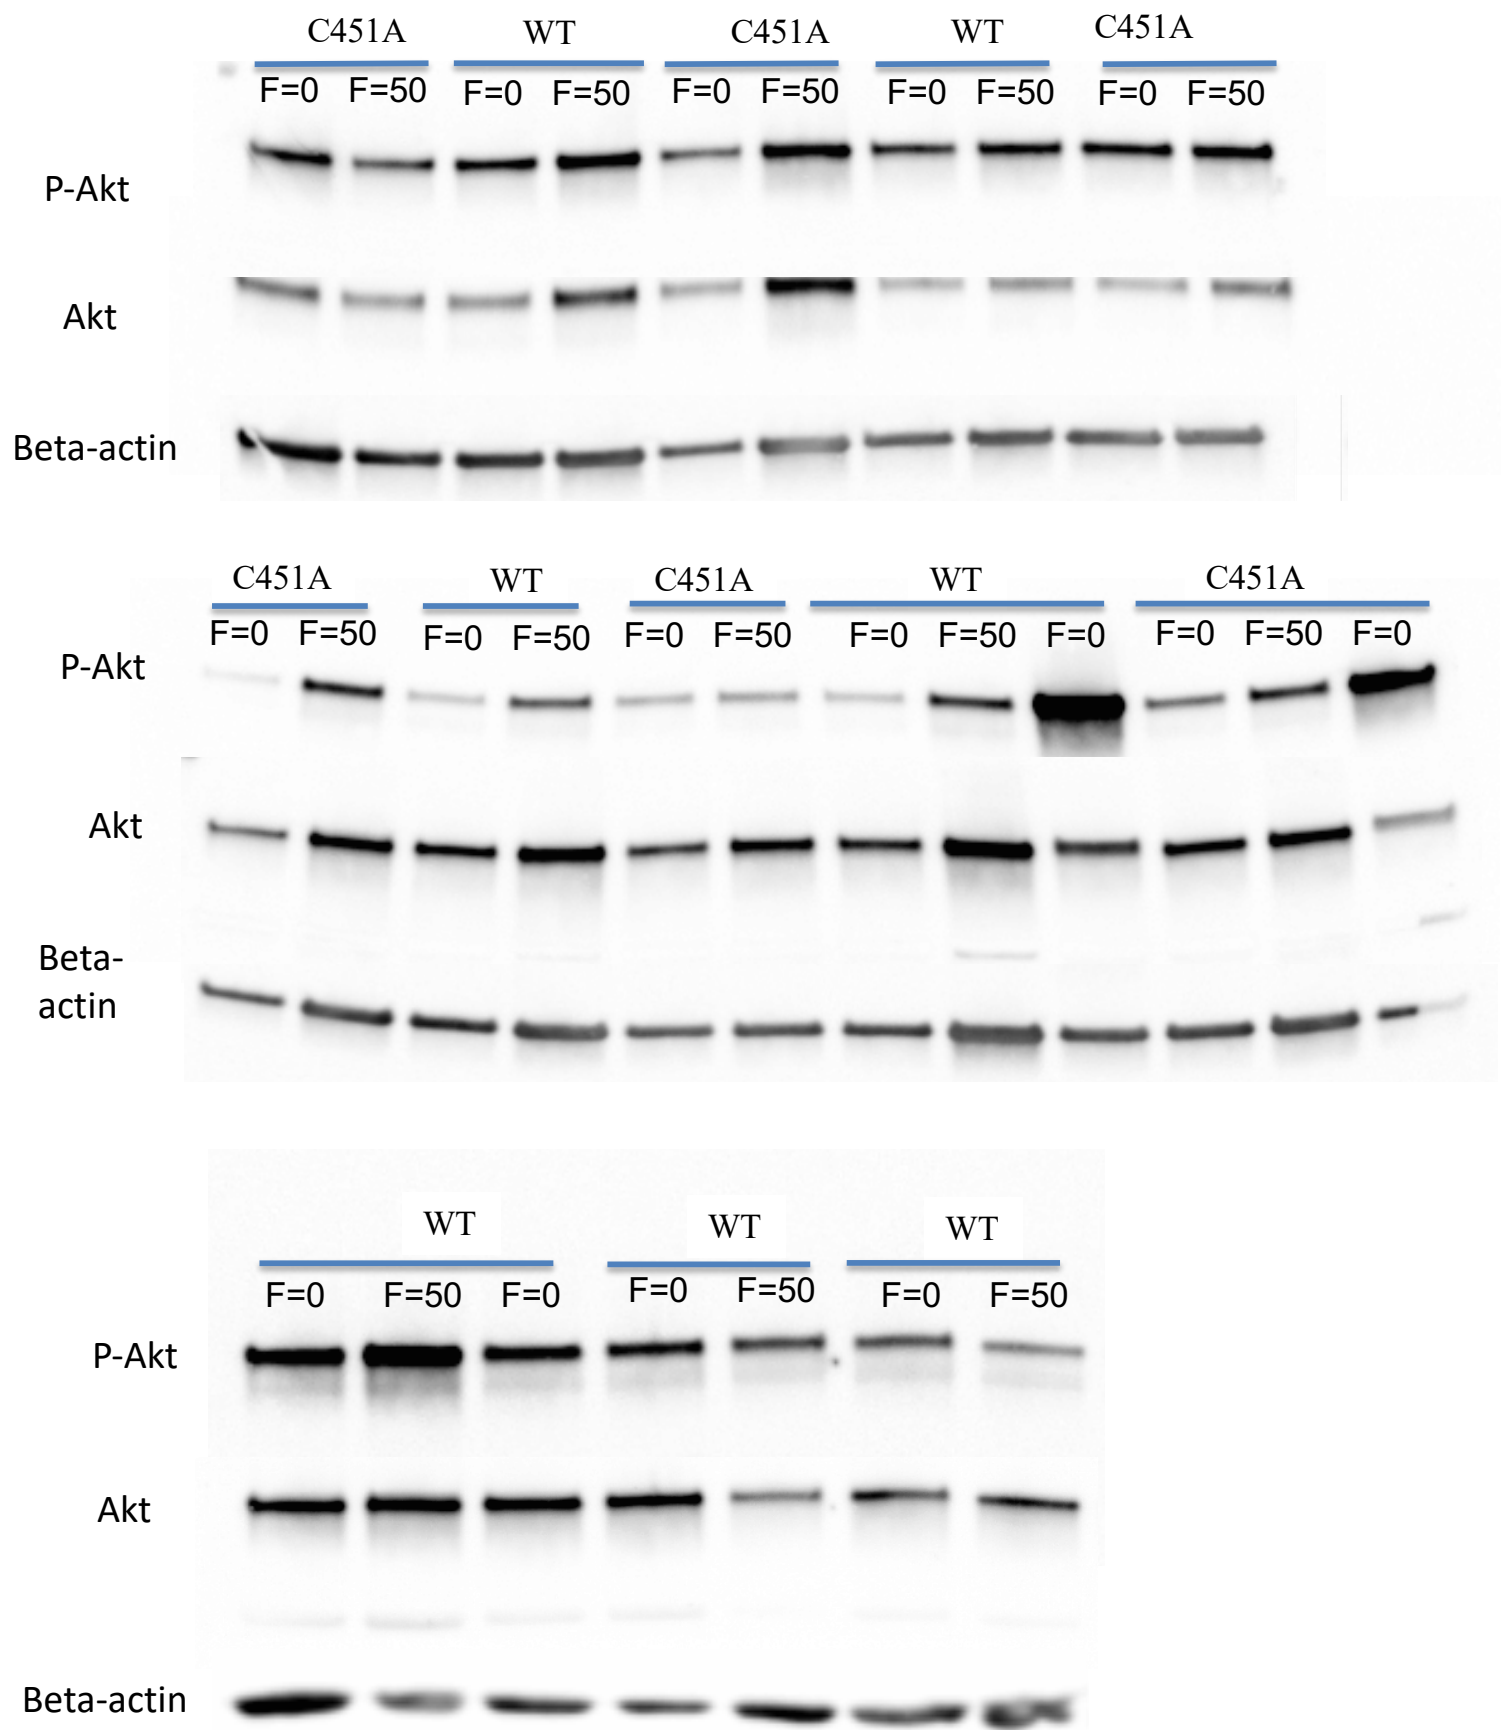 C451A WT C451A WT C451A
F=0 F=50 F=0 F=50 F=0 F=50 F=0 F=50 F=0 F=50
P-Akt
Akt
Beta-actin
C451A WT C451A WT C451A
F=0 F=50 F=0 F=50 F=0 F=50 F=0 F=50 F=0 F=0 F=50 F=0
P-Akt
Akt
Beta-
actin
WT WT WT
F=0 F=50 F=0 F=0 F=50 F=0 F=50
P-Akt
Akt
Beta-actin